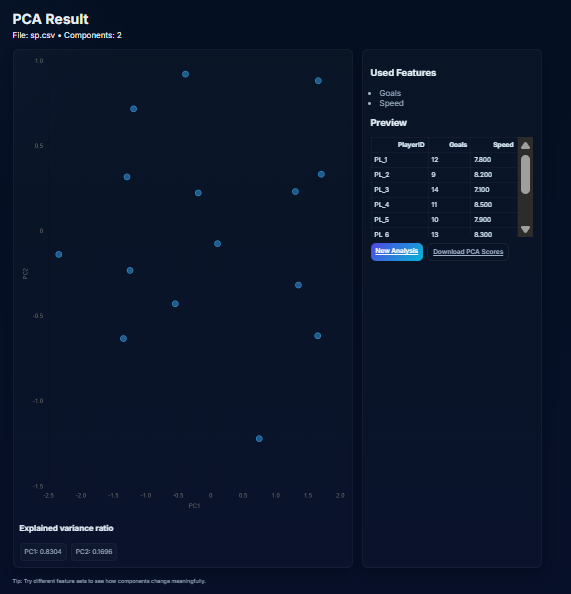 PCA Result
File: sp.csv • Components: 2
1.0
0.5
0
-0.5
-1.0
-1.5
PC2
-2.5 -2.0 -1.5 -1.0 -0.5 0 0.5 1.0 1.5 2.0
PC1
Explained variance ratio
PC1: 0.8304 PC2: 0.1696
Used Features
• Goals
• Speed
Preview
PlayerID Goals Speed
PL_1 12 7.800
PL_2 9 8.200
PL_3 14 7.100
PL_4 11 8.500
PL_5 10 7.900
PL_6 13 8.300
New Analysis Download PCA Scores
Tip: Try different feature sets to see how components change meaningfully.